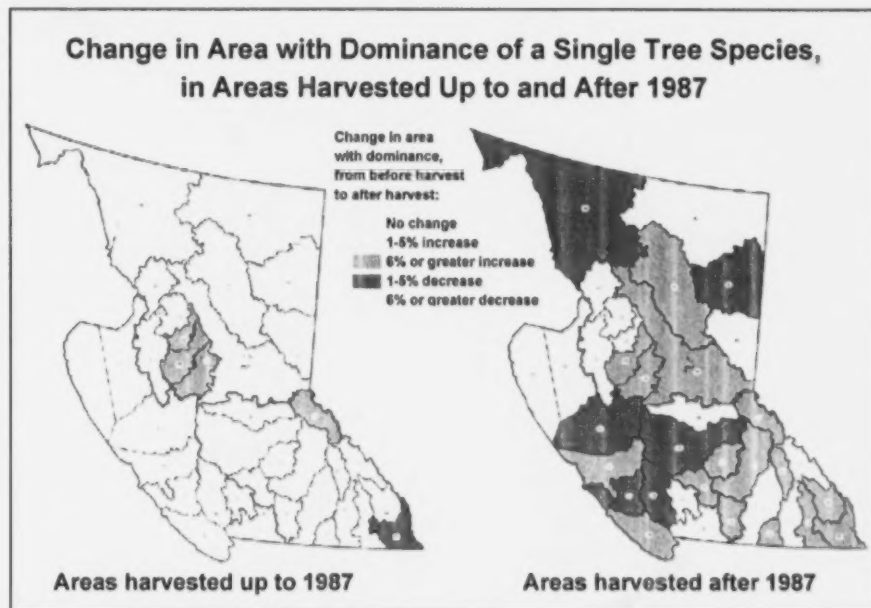 Change in Area with Dominance of a Single Tree Species,
in Areas Harvested Up to and After 1987
Change in area
with dominance,
from before harvest
to after harvest:
No change
1-5% increase
6% or greater increase
1-5% decrease
6% or greater decrease
Areas harvested up to 1987
Areas harvested after 1987